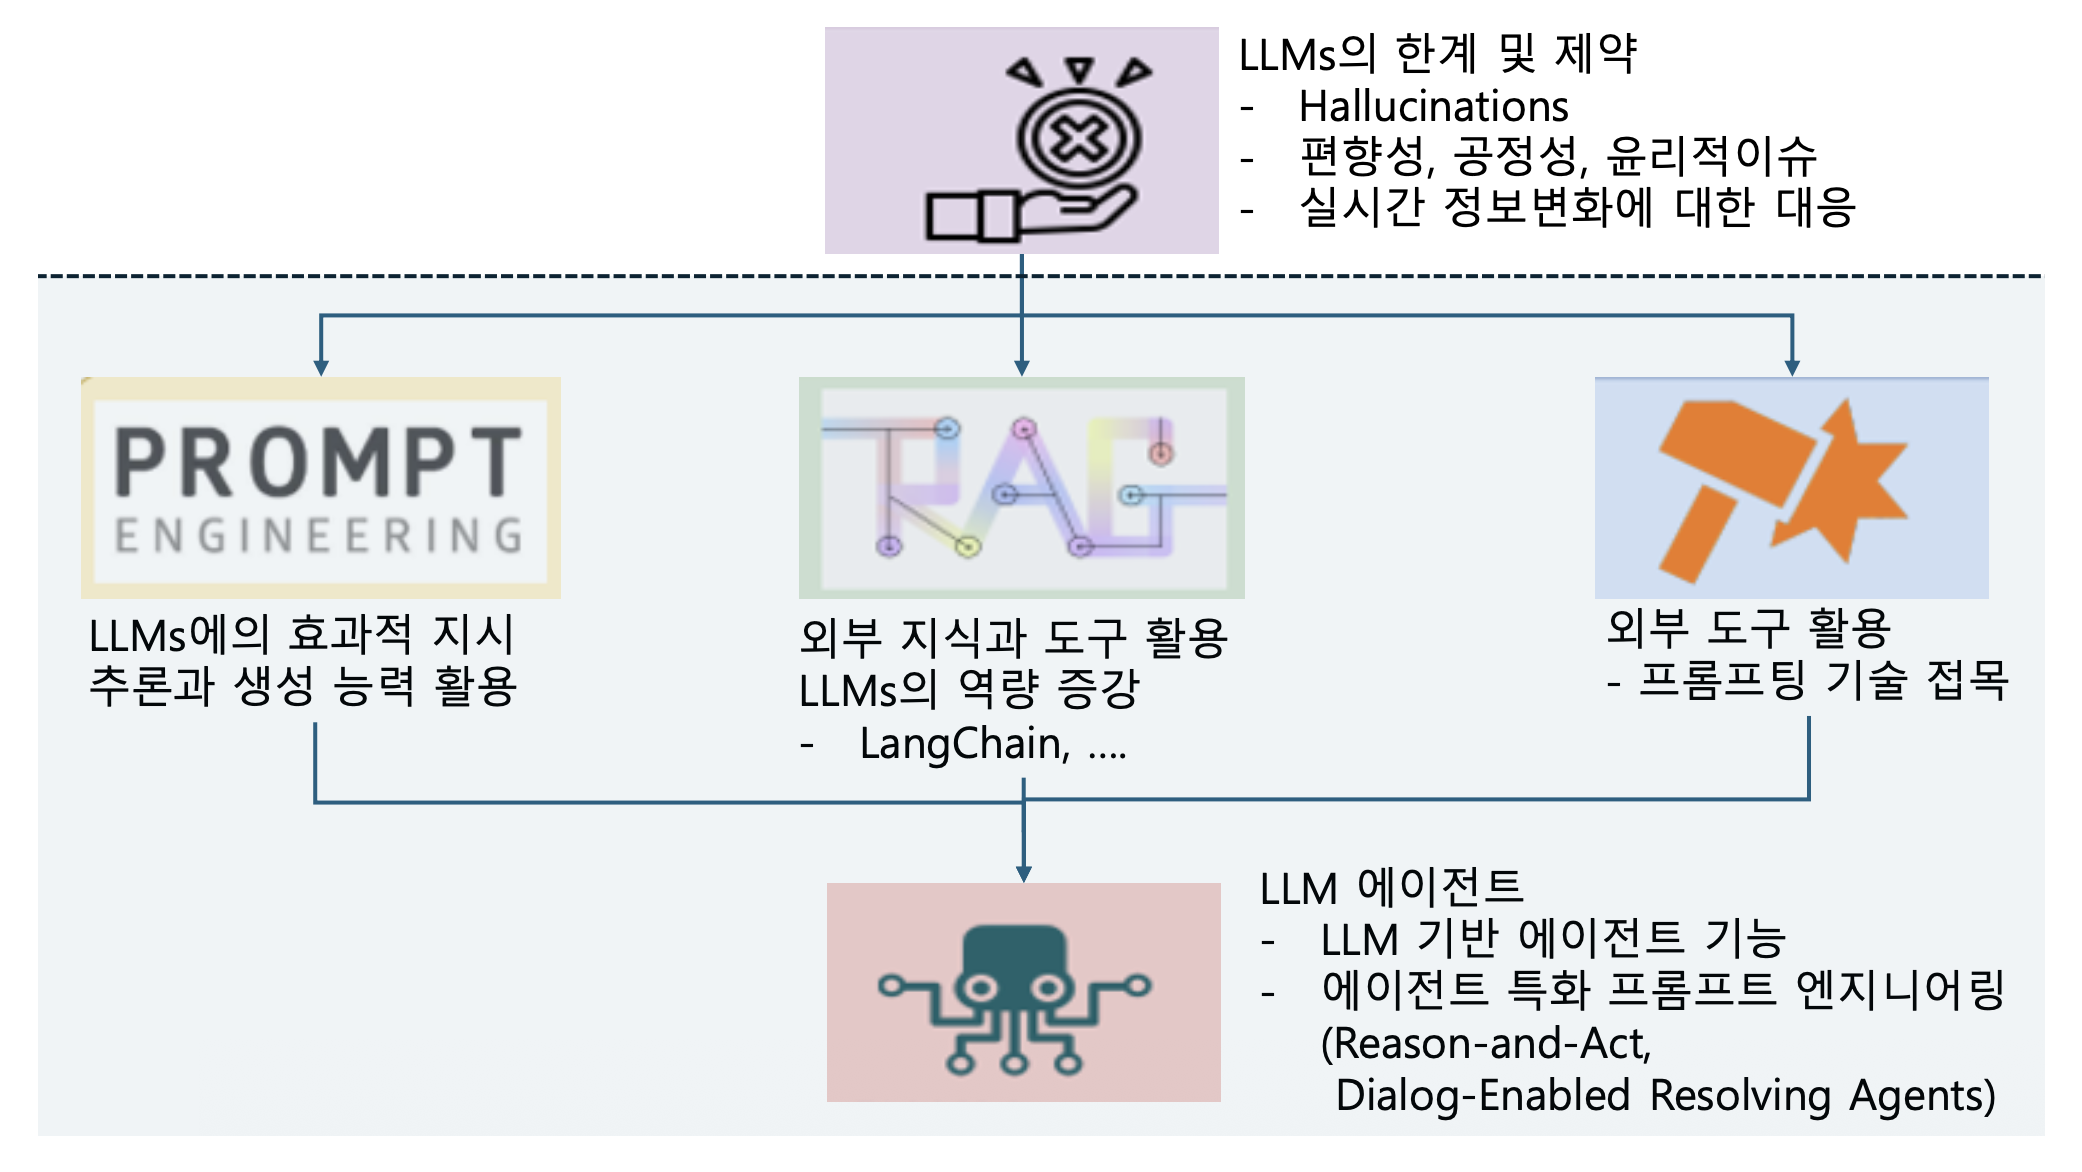 LLMs의 한계 및 제약
- Hallucinations
- 편향성, 공정성, 윤리적이슈
- 실시간 정보변화에 대한 대응
PROMPT
ENGINEERING
LLMs에의 효과적 지시
추론과 생성 능력 활용
RAG
외부 지식과 도구 활용
LLMs의 역량 증강
- LangChain, ....
외부 도구 활용
- 프롬프팅 기술 접목
LLM 에이전트
- LLM 기반 에이전트 기능
- 에이전트 특화 프롬프트 엔지니어링
(Reason-and-Act,
Dialog-Enabled Resolving Agents)